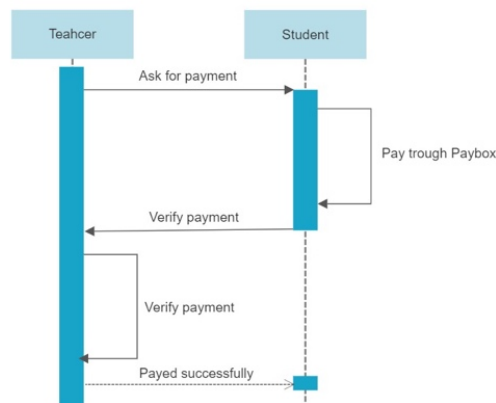 Teahcer
Student
Ask for payment
Pay trough Paybox
Verify payment
Verify payment
Payed successfully